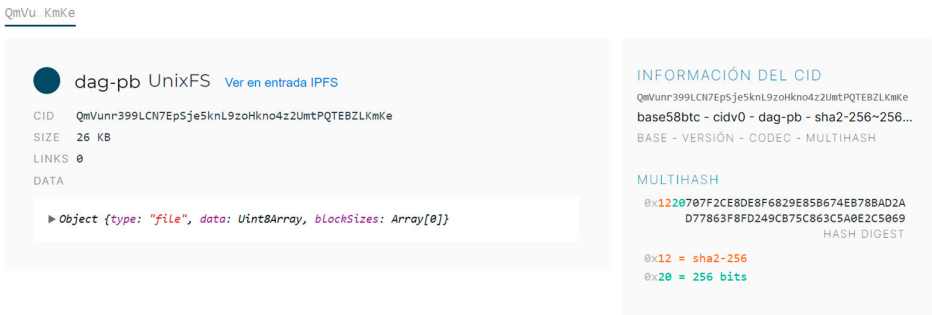 QmVu…KmKe
dag-pb UnixFS Ver en entrada IPFS
CID QmVunr399LCN7EpSje5knL9zoHkno4z2UmtPQTEBZLKmKe
SIZE 26 KB
LINKS 0
DATA
▶ Object {type: "file", data: Uint8Array, blockSizes: Array[0]}
INFORMACIÓN DEL CID
QmVunr399LCN7EpSje5knL9zoHkno4z2UmtPQTEBZLKmKe
base58btc - cidv0 - dag-pb - sha2-256~256...
BASE - VERSIÓN - CODEC - MULTIHASH
MULTIHASH
0x1220707F2CE8DE8F6829E85B674EB78BAD2A
D77863F8FD249CB75C863C5A0E2C5069
HASH DIGEST
0x12 = sha2-256
0x20 = 256 bits